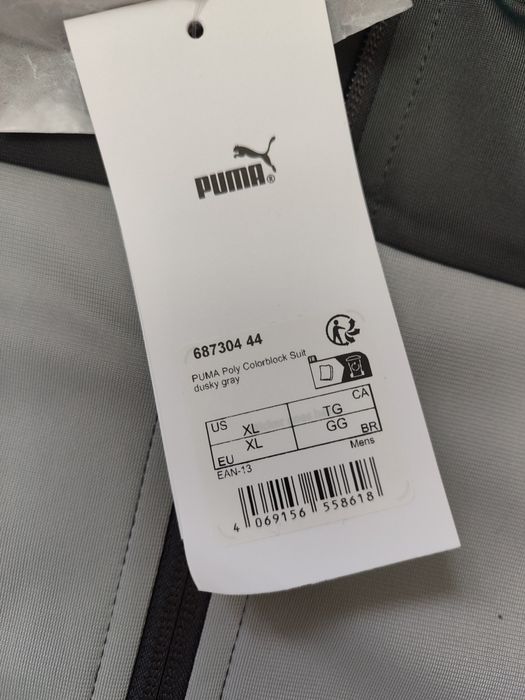 PUMA®
687304 44
PUMA Poly Colorblock Suit
dusky gray
FR
US XL TG CA
EU XL GG BR
EAN-13 Mens
4 069156 558618